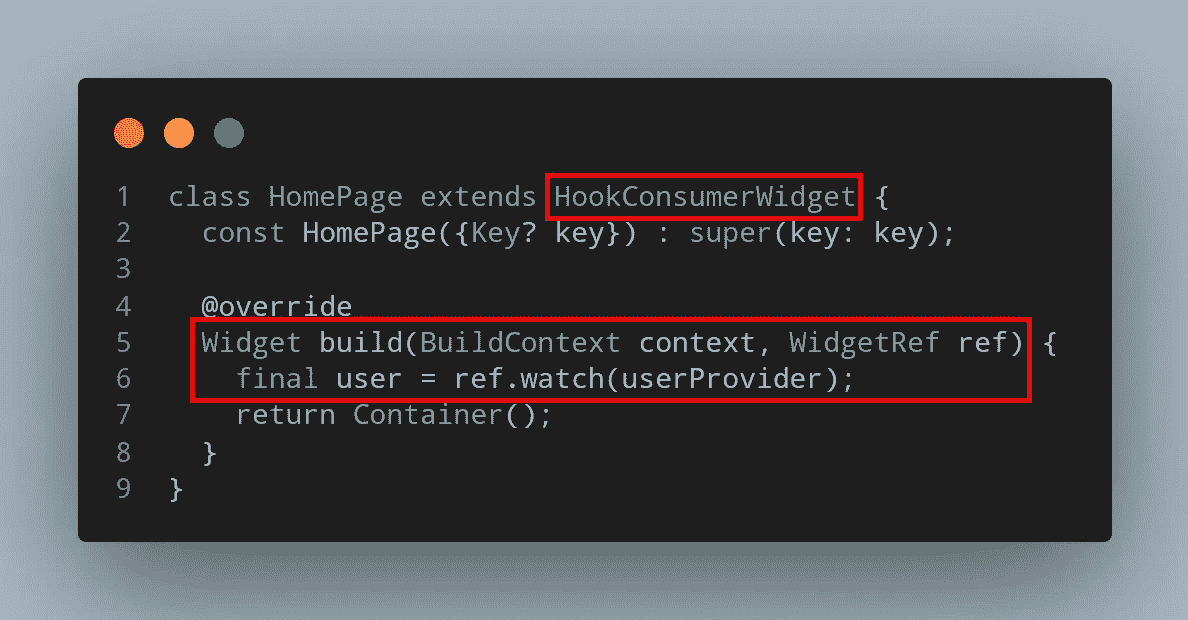 1 class HomePage extends HookConsumerWidget {
2   const HomePage({Key? key}) : super(key: key);
3
4   @override
5   Widget build(BuildContext context, WidgetRef ref) {
6     final user = ref.watch(userProvider);
7     return Container();
8   }
9 }